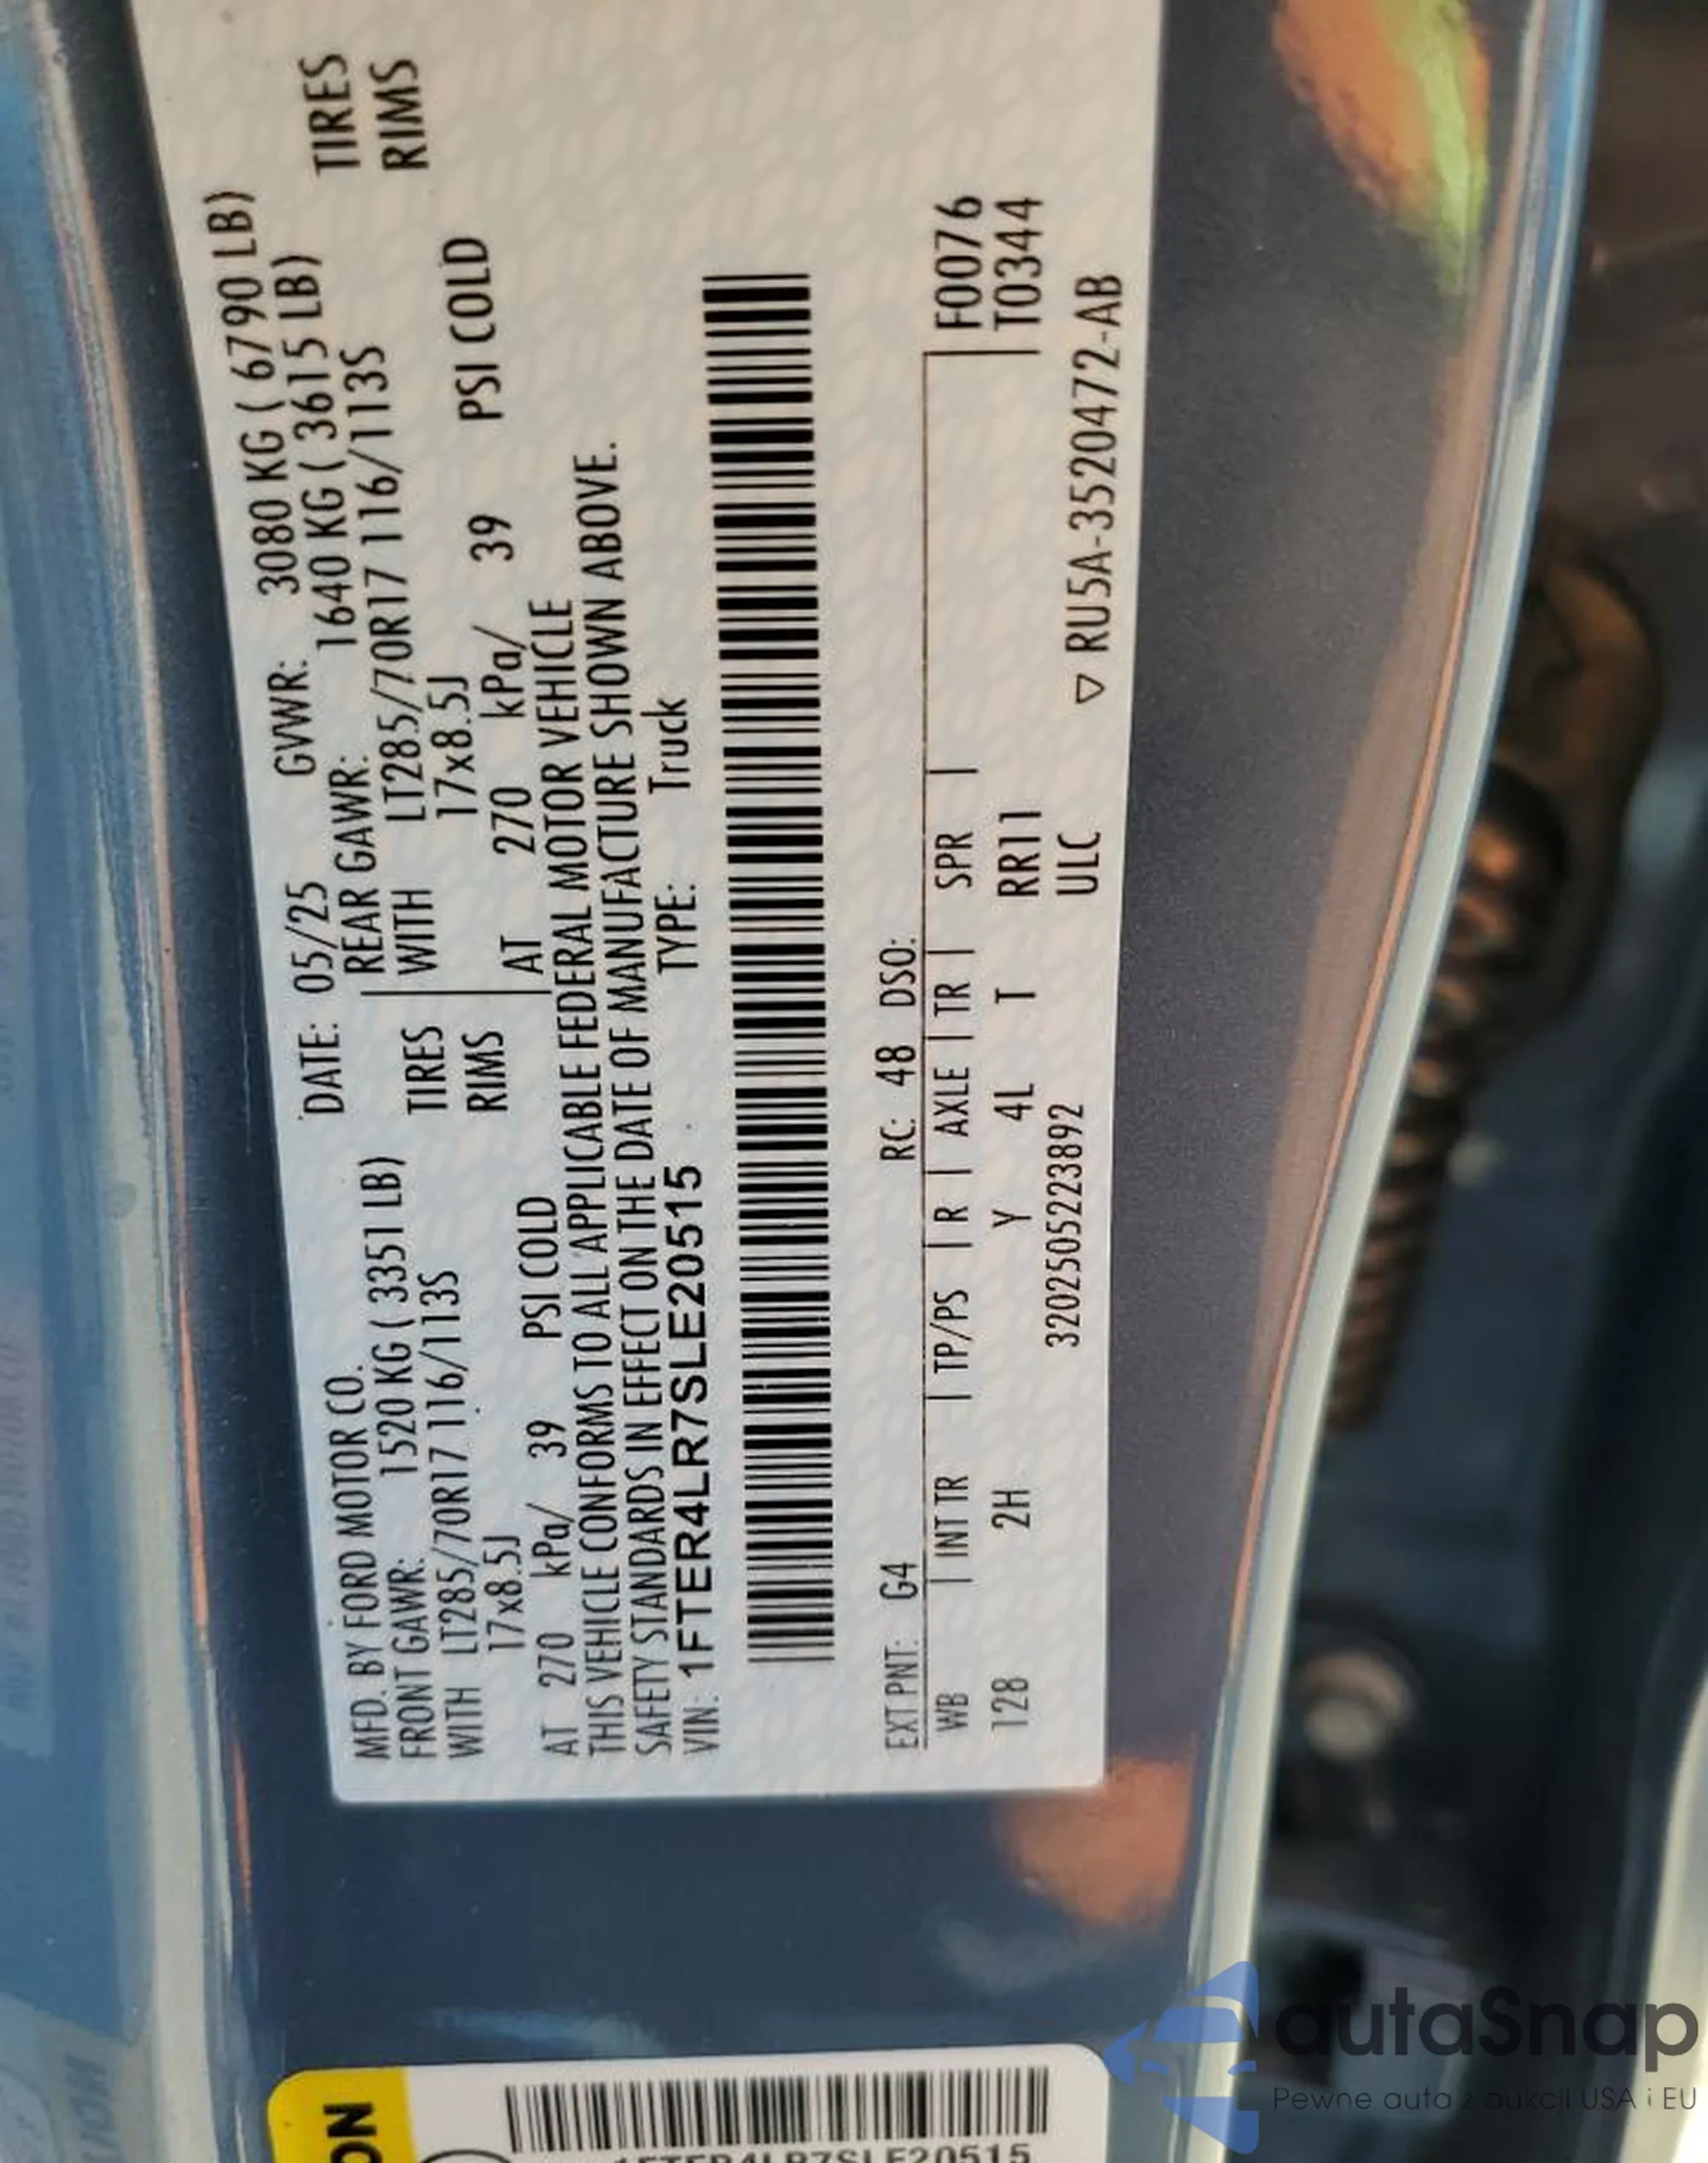 MFD. BY FORD MOTOR CO. DATE: 05/25 GVWR: 3080 KG ( 6790 LB)
FRONT GAWR: 1520 KG ( 3351 LB) REAR GAWR: 1640 KG ( 3615 LB)
WITH LT285/70R17 116/113S TIRES WITH LT285/70R17 116/113S TIRES
17x8.5J RIMS 17x8.5J RIMS
AT 270 kPa/ 39 PSI COLD AT 270 kPa/ 39 PSI COLD
THIS VEHICLE CONFORMS TO ALL APPLICABLE FEDERAL MOTOR VEHICLE
SAFETY STANDARDS IN EFFECT ON THE DATE OF MANUFACTURE SHOWN ABOVE.
VIN: 1FTER4LR7SLE20515 TYPE: Truck
EXT PNT: G4 RC: 48 DSO:
WB | INT TR | TP/PS | R | AXLE | TR | SPR | F0076
128 2H Y 4L T RR11 T0344
3202505223892 ULC ▽ RU5A-3520472-AB
ON
1FTER4LR7SLE20515
autaSnap
Pewne auta z aukcji USA i EU